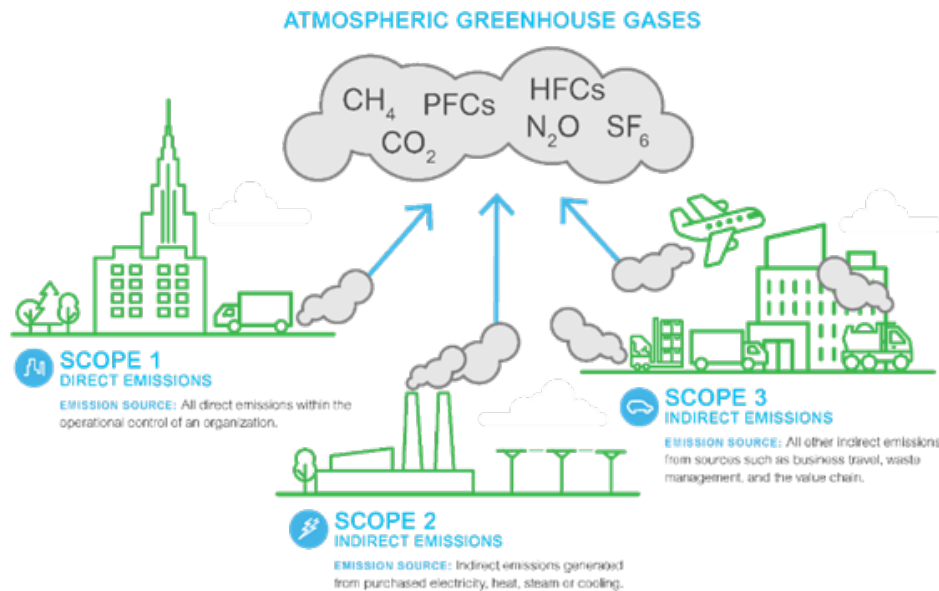 ATMOSPHERIC GREENHOUSE GASES
CH₄ PFCs HFCs
CO₂ N₂O SF₆
SCOPE 1
DIRECT EMISSIONS
EMISSION SOURCE: All direct emissions within the
operational control of an organization.
SCOPE 2
INDIRECT EMISSIONS
EMISSION SOURCE: Indirect emissions generated
from purchased electricity, heat, steam or cooling.
SCOPE 3
INDIRECT EMISSIONS
EMISSION SOURCE: All other indirect emissions
from sources such as business travel, waste
management, and the value chain.